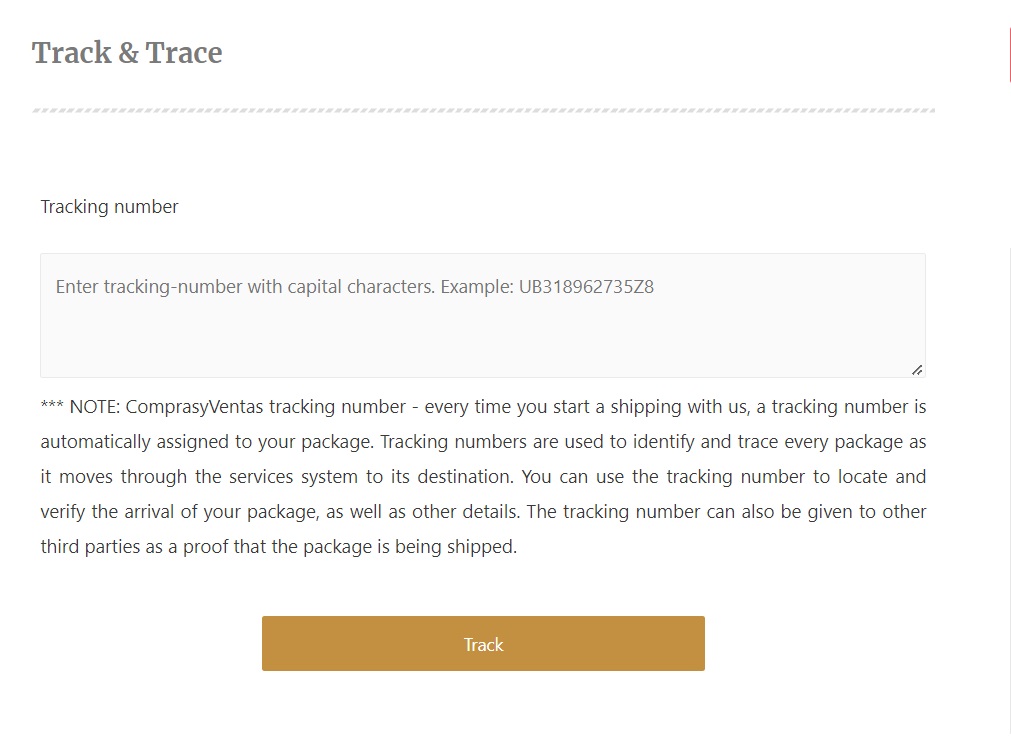 Track & Trace
Tracking number
Enter tracking-number with capital characters. Example: UB318962735Z8
*** NOTE: ComprasyVentas tracking number - every time you start a shipping with us, a tracking number is
automatically assigned to your package. Tracking numbers are used to identify and trace every package as
it moves through the services system to its destination. You can use the tracking number to locate and
verify the arrival of your package, as well as other details. The tracking number can also be given to other
third parties as a proof that the package is being shipped.
Track